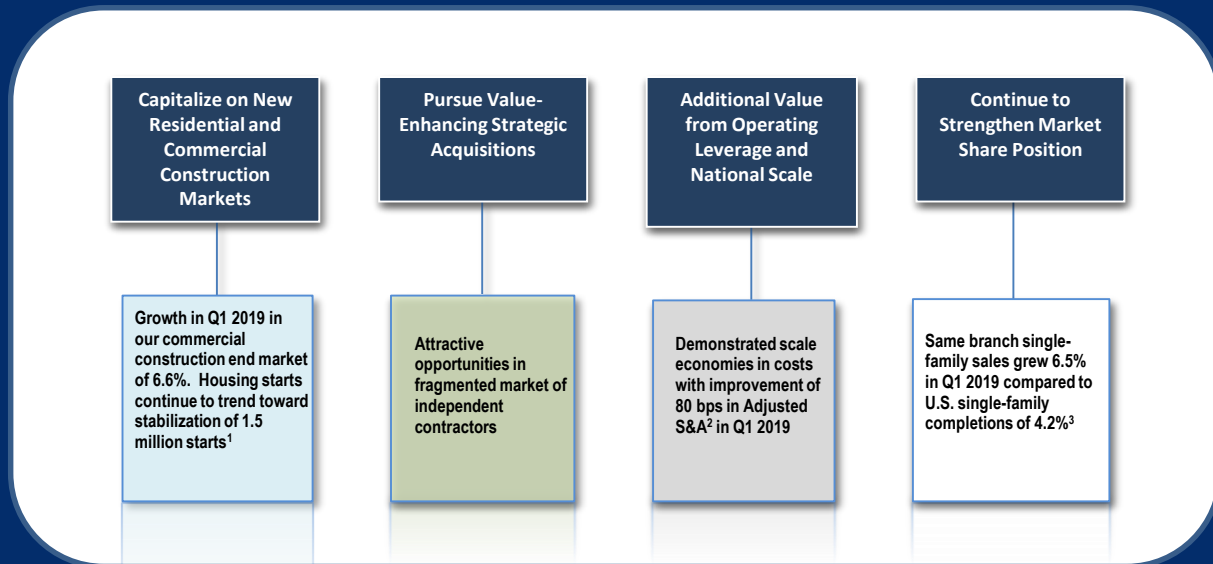 Capitalize on New
Residential and
Commercial
Construction
Markets
Growth in Q1 2019 in
our commercial
construction end market
of 6.6%.  Housing starts
continue to trend toward
stabilization of 1.5
million starts1
Pursue Value-
Enhancing Strategic
Acquisitions
Attractive
opportunities in
fragmented market of
independent
contractors
Additional Value
from Operating
Leverage and
National Scale
Demonstrated scale
economies in costs
with improvement of
80 bps in Adjusted
S&A2 in Q1 2019
Continue to
Strengthen Market
Share Position
Same branch single-
family sales grew 6.5%
in Q1 2019 compared to
U.S. single-family
completions of 4.2%3